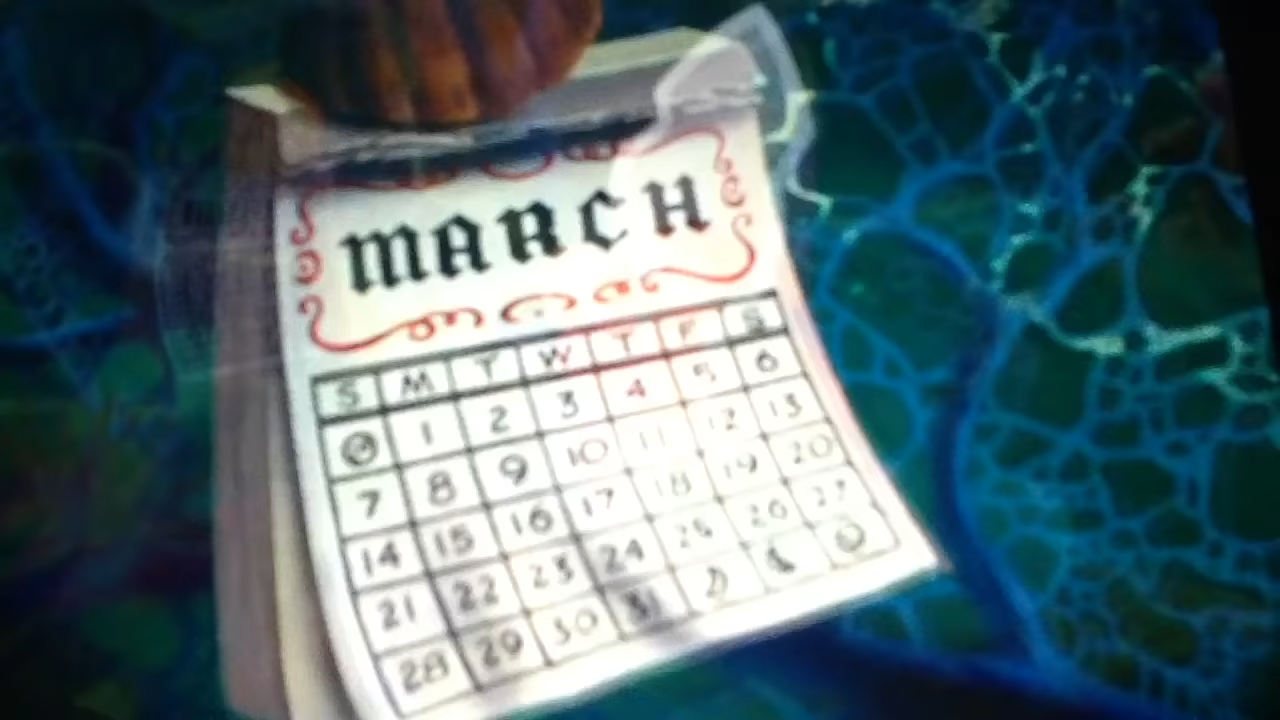 MARCH
S M T W T F S
1 2 3 4 5 6
7 8 9 10 11 12 13
14 15 16 17 18 19 20
21 22 23 24 25 26 27
28 29 30 31